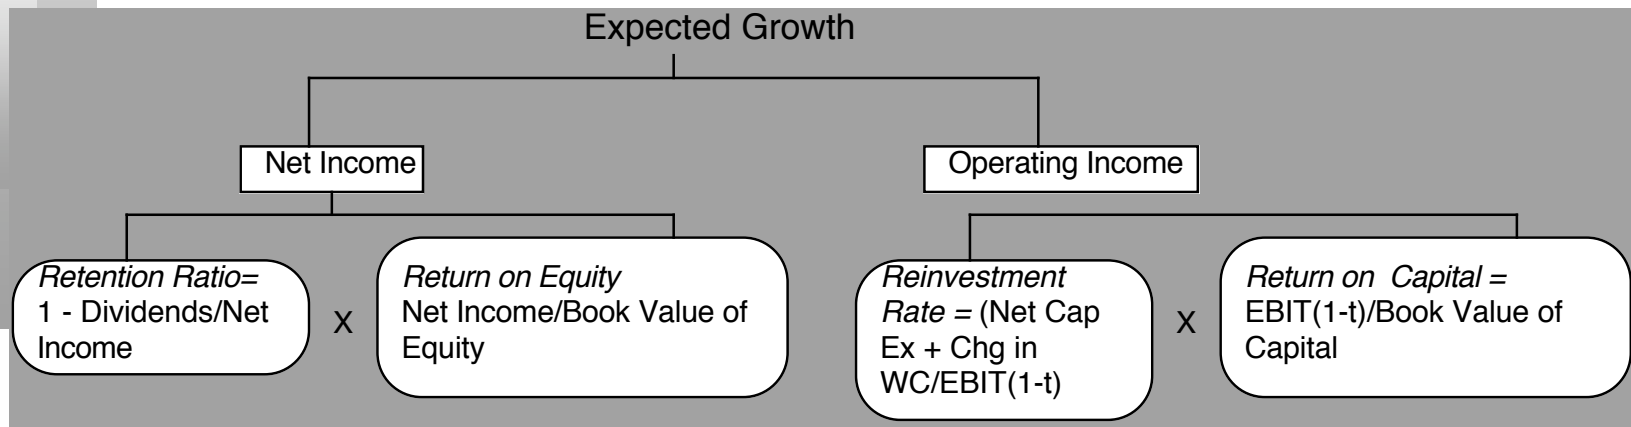 Expected Growth
Net Income
Operating Income
Retention Ratio=
1 - Dividends/Net
Income
X
Return on Equity
Net Income/Book Value of
Equity
Reinvestment
Rate = (Net Cap
Ex + Chg in
WC/EBIT(1-t)
X
Return on  Capital =
EBIT(1-t)/Book Value of
Capital